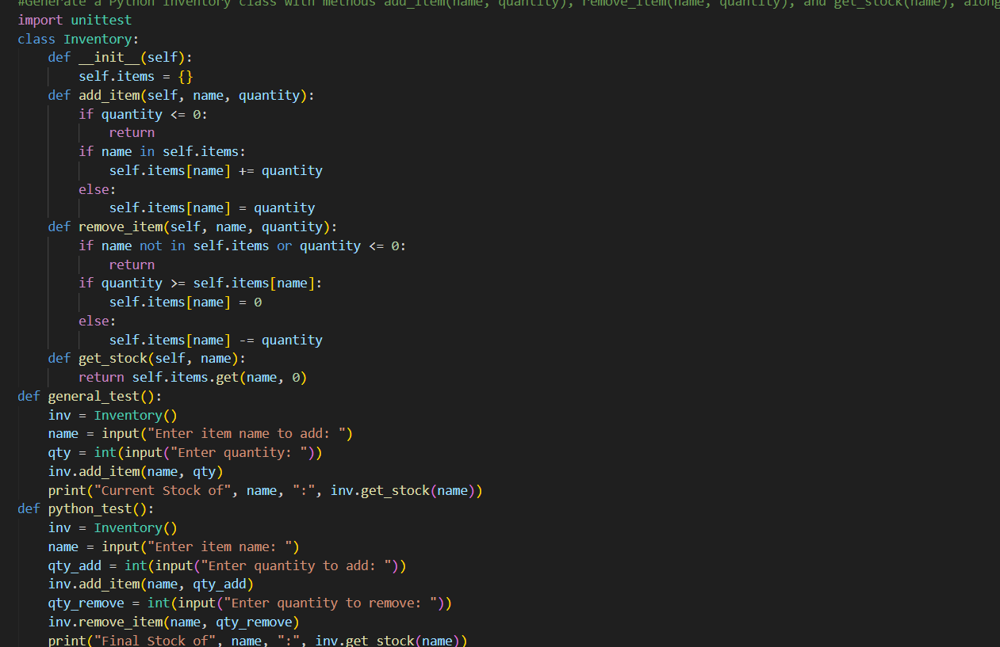 #Generate a Python Inventory class with methods add_item(name, quantity), remove_item(name, quantity), and get_stock(name), along
import unittest
class Inventory:
    def __init__(self):
        self.items = {}
    def add_item(self, name, quantity):
        if quantity <= 0:
            return
        if name in self.items:
            self.items[name] += quantity
        else:
            self.items[name] = quantity
    def remove_item(self, name, quantity):
        if name not in self.items or quantity <= 0:
            return
        if quantity >= self.items[name]:
            self.items[name] = 0
        else:
            self.items[name] -= quantity
    def get_stock(self, name):
        return self.items.get(name, 0)
def general_test():
    inv = Inventory()
    name = input("Enter item name to add: ")
    qty = int(input("Enter quantity: "))
    inv.add_item(name, qty)
    print("Current Stock of", name, ":", inv.get_stock(name))
def python_test():
    inv = Inventory()
    name = input("Enter item name: ")
    qty_add = int(input("Enter quantity to add: "))
    inv.add_item(name, qty_add)
    qty_remove = int(input("Enter quantity to remove: "))
    inv.remove_item(name, qty_remove)
    print("Final Stock of", name, ":", inv.get_stock(name))